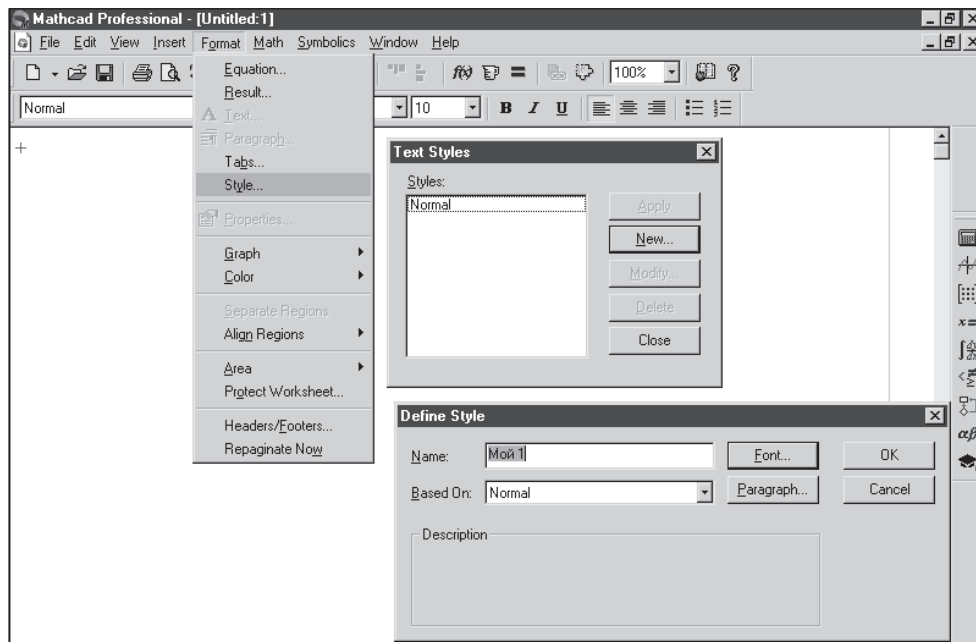 Mathcad Professional - [Untitled:1]
File Edit View Insert Format Math Symbolics Window Help
100%
Normal 10 B I U
Equation...
Result...
Text...
Paragraph...
Tabs...
Style...
Properties...
Graph
Color
Separate Regions
Align Regions
Area
Protect Worksheet...
Headers/Footers...
Repaginate Now
Text Styles
Styles:
Normal
Apply
New...
Modify...
Delete
Close
Define Style
Name: Мой 1 Font... OK
Based On: Normal Paragraph... Cancel
Description